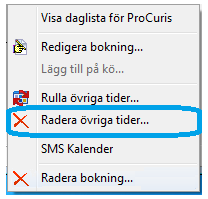 Visa daglista för ProCuris
Redigera bokning...
Lägg till på kö...
Rulla övriga tider...
Radera övriga tider...
SMS Kalender
Radera bokning...